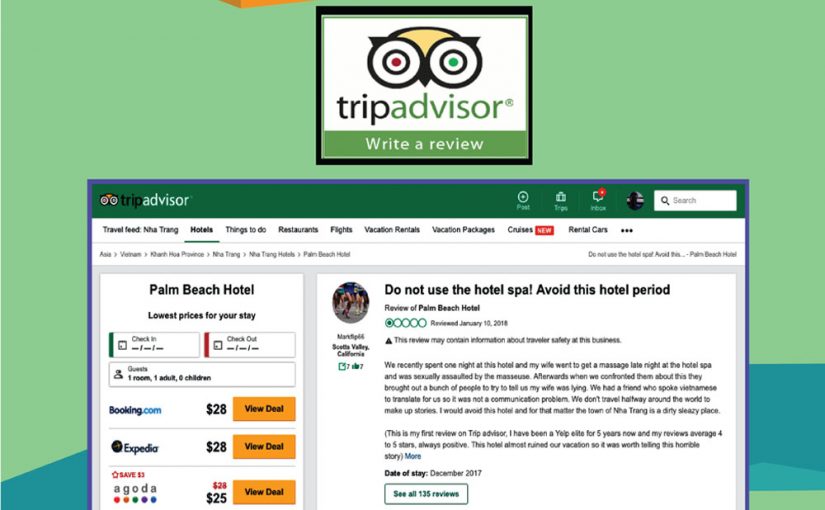 tripadvisor®
Write a review
tripadvisor
Post
Trips
Inbox
Search
Travel feed: Nha Trang
Hotels
Things to do
Restaurants
Flights
Vacation Rentals
Vacation Packages
Cruises NEW
Rental Cars
Asia > Vietnam > Khanh Hoa Province > Nha Trang > Nha Trang Hotels > Palm Beach Hotel
Do not use the hotel spa! Avoid this... - Palm Beach Hotel
Palm Beach Hotel
Lowest prices for your stay
Check In
— / — / —
Check Out
— / — / —
Guests
1 room, 1 adult, 0 children
Booking.com
$28
View Deal
Expedia
$28
View Deal
SAVE $3
agoda
$28
$25
View Deal
Scotts Valley,
California
7
7
Do not use the hotel spa! Avoid this hotel period
Review of Palm Beach Hotel
Reviewed January 10, 2018
This review may contain information about traveler safety at this business.
We recently spent one night at this hotel and my wife went to get a massage late night at the hotel spa
and was sexually assaulted by the masseuse. Afterwards when we confronted them about this they
brought out a bunch of people to try to tell us my wife was lying. We had a friend who spoke vietnamese
to translate for us so it was not a communication problem. We don't travel halfway around the world to
make up stories. I would avoid this hotel and for that matter the town of Nha Trang is a dirty sleazy place.
(This is my first review on Trip advisor, I have been a Yelp elite for 5 years now and my reviews average 4
to 5 stars, always positive. This hotel almost ruined our vacation so it was worth telling this horrible
story) More
Date of stay: December 2017
See all 135 reviews